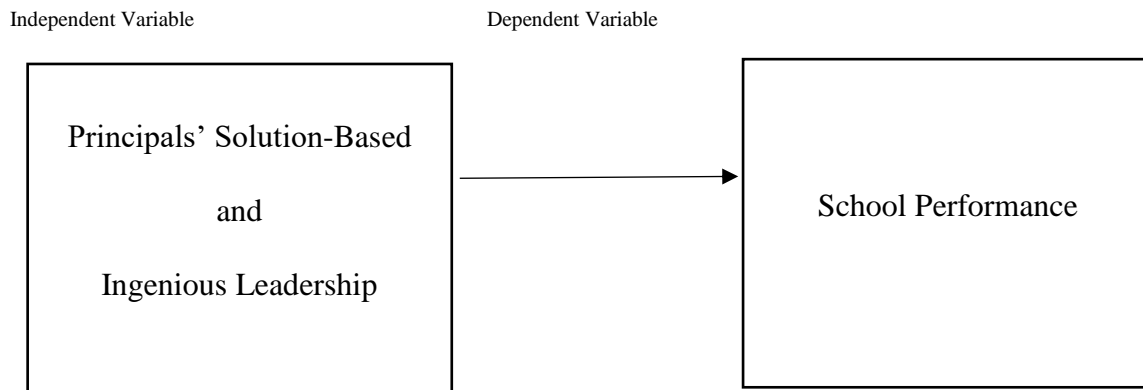 Independent Variable
Dependent Variable
Principals’ Solution-Based
and
Ingenious Leadership
School Performance